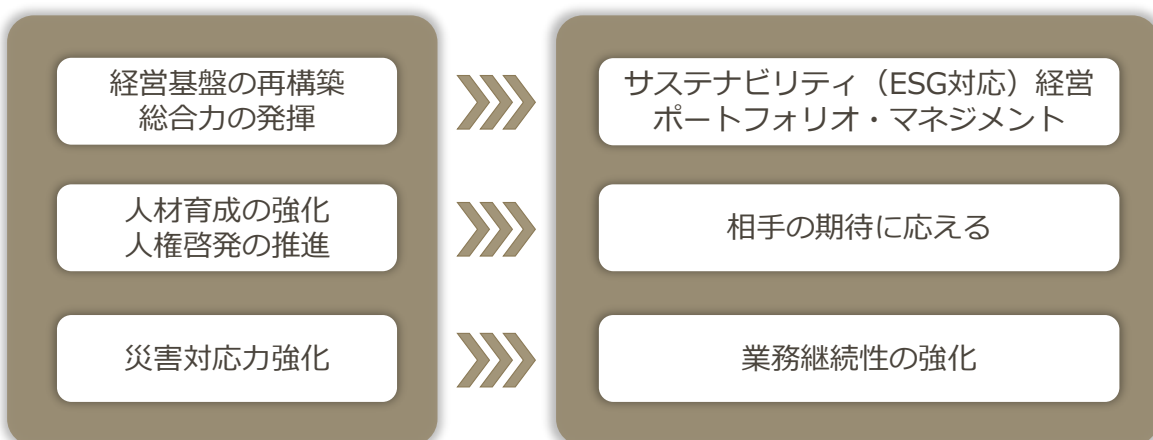 経営基盤の再構築
総合力の発揮
サステナビリティ（ESG対応）経営
ポートフォリオ・マネジメント
人材育成の強化
人権啓発の推進
相手の期待に応える
災害対応力強化
業務継続性の強化